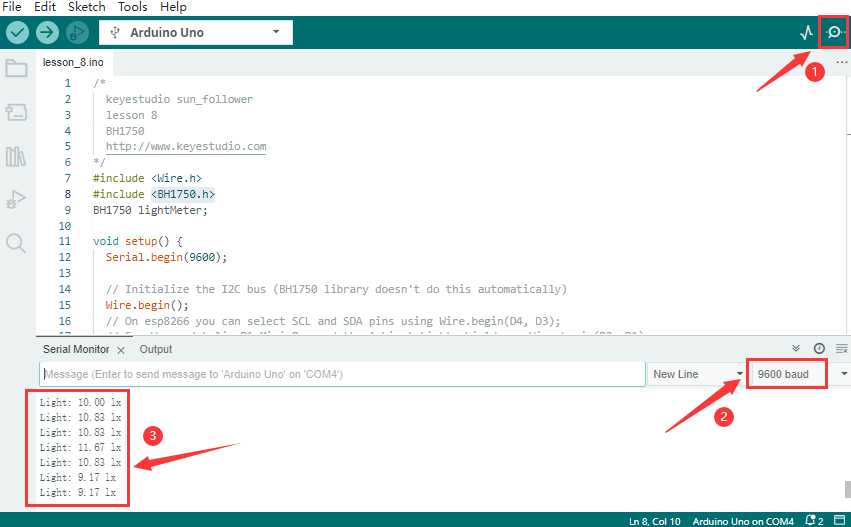 File Edit Sketch Tools Help
Arduino Uno
1
lesson_8.ino
1 /*
2 keyestudio sun_follower
3 lesson 8
4 BH1750
5 http://www.keyestudio.com
6 */
7 #include <Wire.h>
8 #include <BH1750.h>
9 BH1750 lightMeter;
10
11 void setup() {
12 Serial.begin(9600);
13
14 // Initialize the I2C bus (BH1750 library doesn't do this automatically)
15 Wire.begin();
16 // On esp8266 you can select SCL and SDA pins using Wire.begin(D4, D3);
Serial Monitor Output
Message (Enter to send message to 'Arduino Uno' on 'COM4')
New Line
9600 baud
2
Light: 10.00 lx
Light: 10.83 lx
Light: 10.83 lx
3
Light: 11.67 lx
Light: 10.83 lx
Light: 9.17 lx
Light: 9.17 lx
Ln 8, Col 10 Arduino Uno on COM4 2